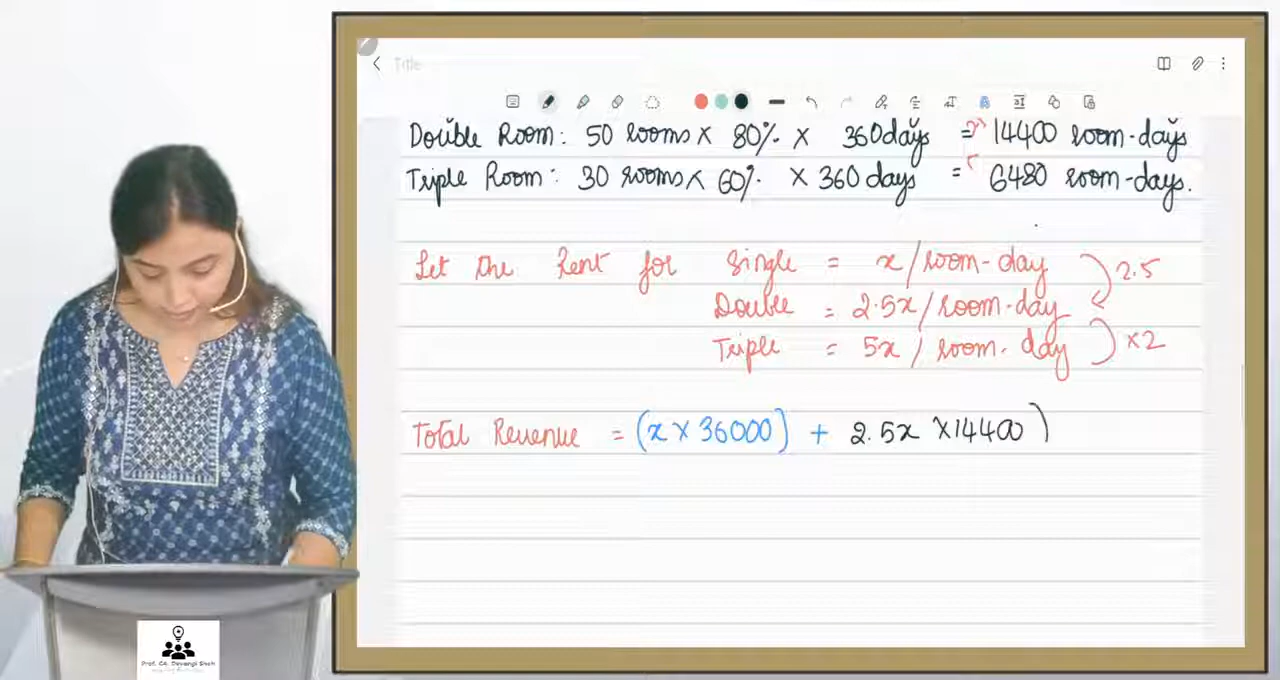 Title
Double Room: 50 rooms × 80% × 360 days = 14400 room-days
Triple Room: 30 rooms × 60% × 360 days = 6480 room-days.
Let the Rent for Single = x/room-day
2.5
Double = 2.5x/room-day
Triple = 5x/room-day
×2
Total Revenue = (x × 36000) + 2.5x × 14400)
Prof. CA. Devangi Shah